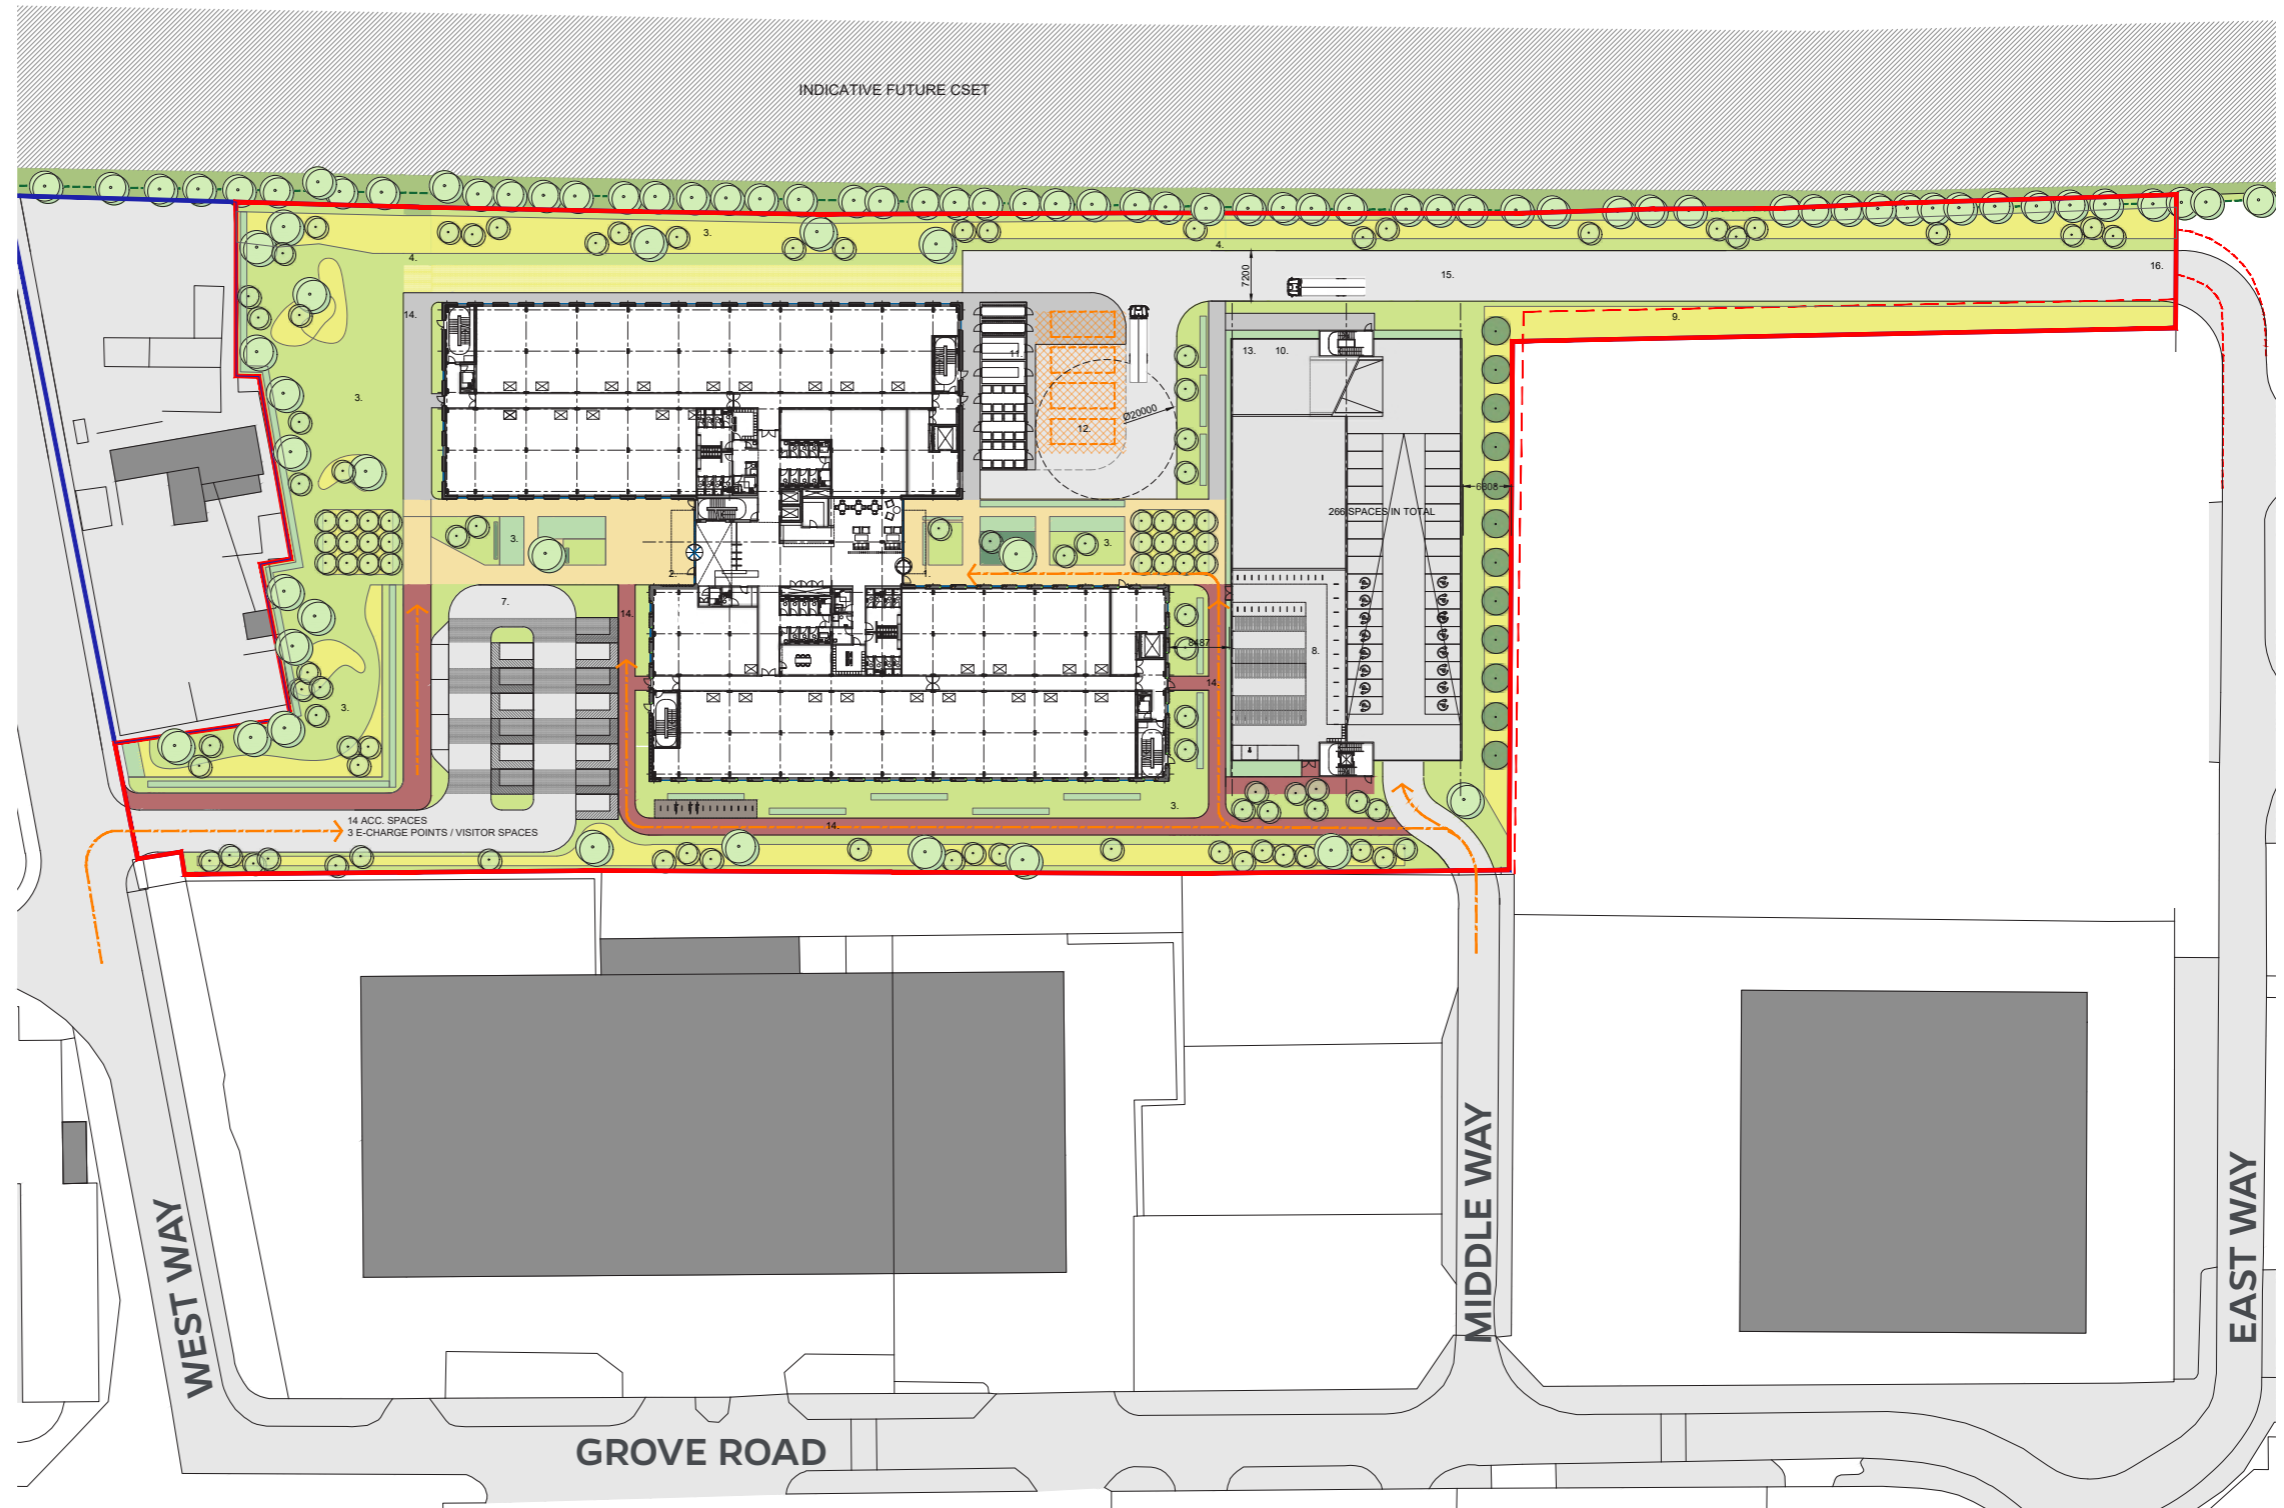 INDICATIVE FUTURE CSET
3.
4.
4.
7200
15.
16.
14.
9.
11.
13.
10.
3.
Ø20000
12.
6808
266 SPACES IN TOTAL
3.
3.
2.
1.
7.
14.
8487
8.
14.
3.
3.
14 ACC. SPACES
3 E-CHARGE POINTS / VISITOR SPACES
14.
WEST WAY
MIDDLE WAY
EAST WAY
GROVE ROAD